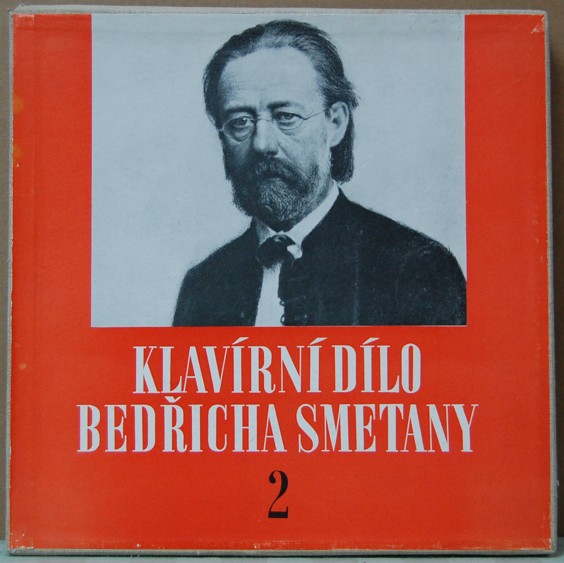 KLAVÍRNÍ DÍLO
BEDŘICHA SMETANY
2